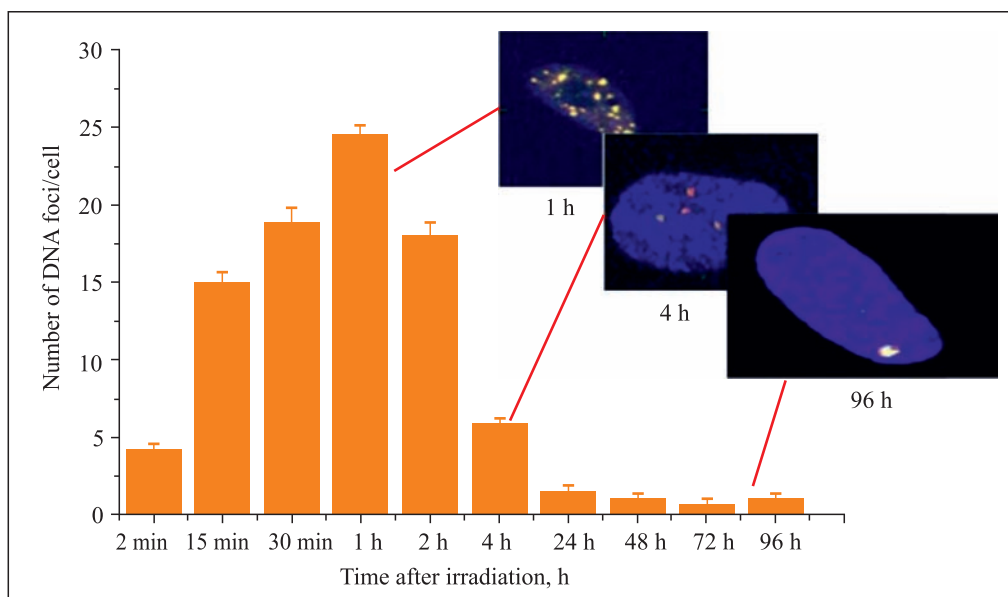 Number of DNA foci/cell
30
25
20
15
10
5
0
2 min 15 min 30 min 1 h 2 h 4 h 24 h 48 h 72 h 96 h
Time after irradiation, h
1 h
4 h
96 h